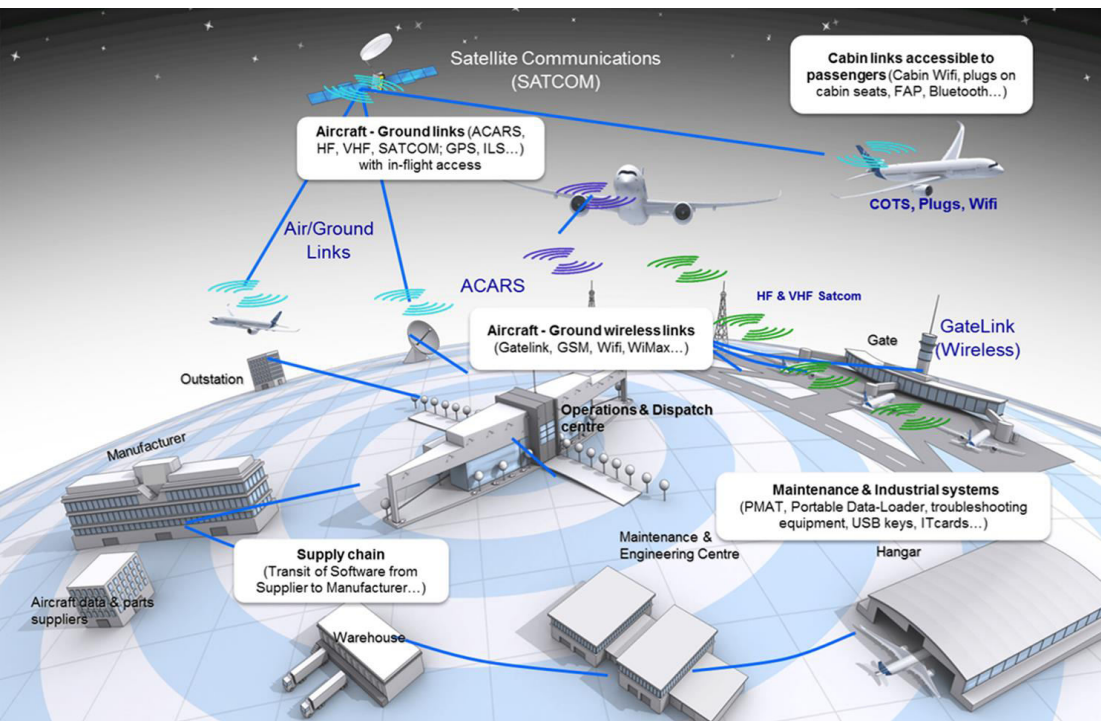 Satellite Communications
(SATCOM)
Cabin links accessible to
passengers (Cabin Wifi, plugs on
cabin seats, FAP, Bluetooth…)
Aircraft - Ground links (ACARS,
HF, VHF, SATCOM; GPS, ILS…)
with in-flight access
COTS, Plugs, Wifi
Air/Ground
Links
ACARS
HF & VHF Satcom
Aircraft - Ground wireless links
(Gatelink, GSM, Wifi, WiMax…)
GateLink
(Wireless)
Gate
Outstation
Operations & Dispatch
centre
Manufacturer
Maintenance & Industrial systems
(PMAT, Portable Data-Loader, troubleshooting
equipment, USB keys, ITcards…)
Maintenance &
Engineering Centre
Hangar
Supply chain
(Transit of Software from
Supplier to Manufacturer…)
Aircraft data & parts
suppliers
Warehouse